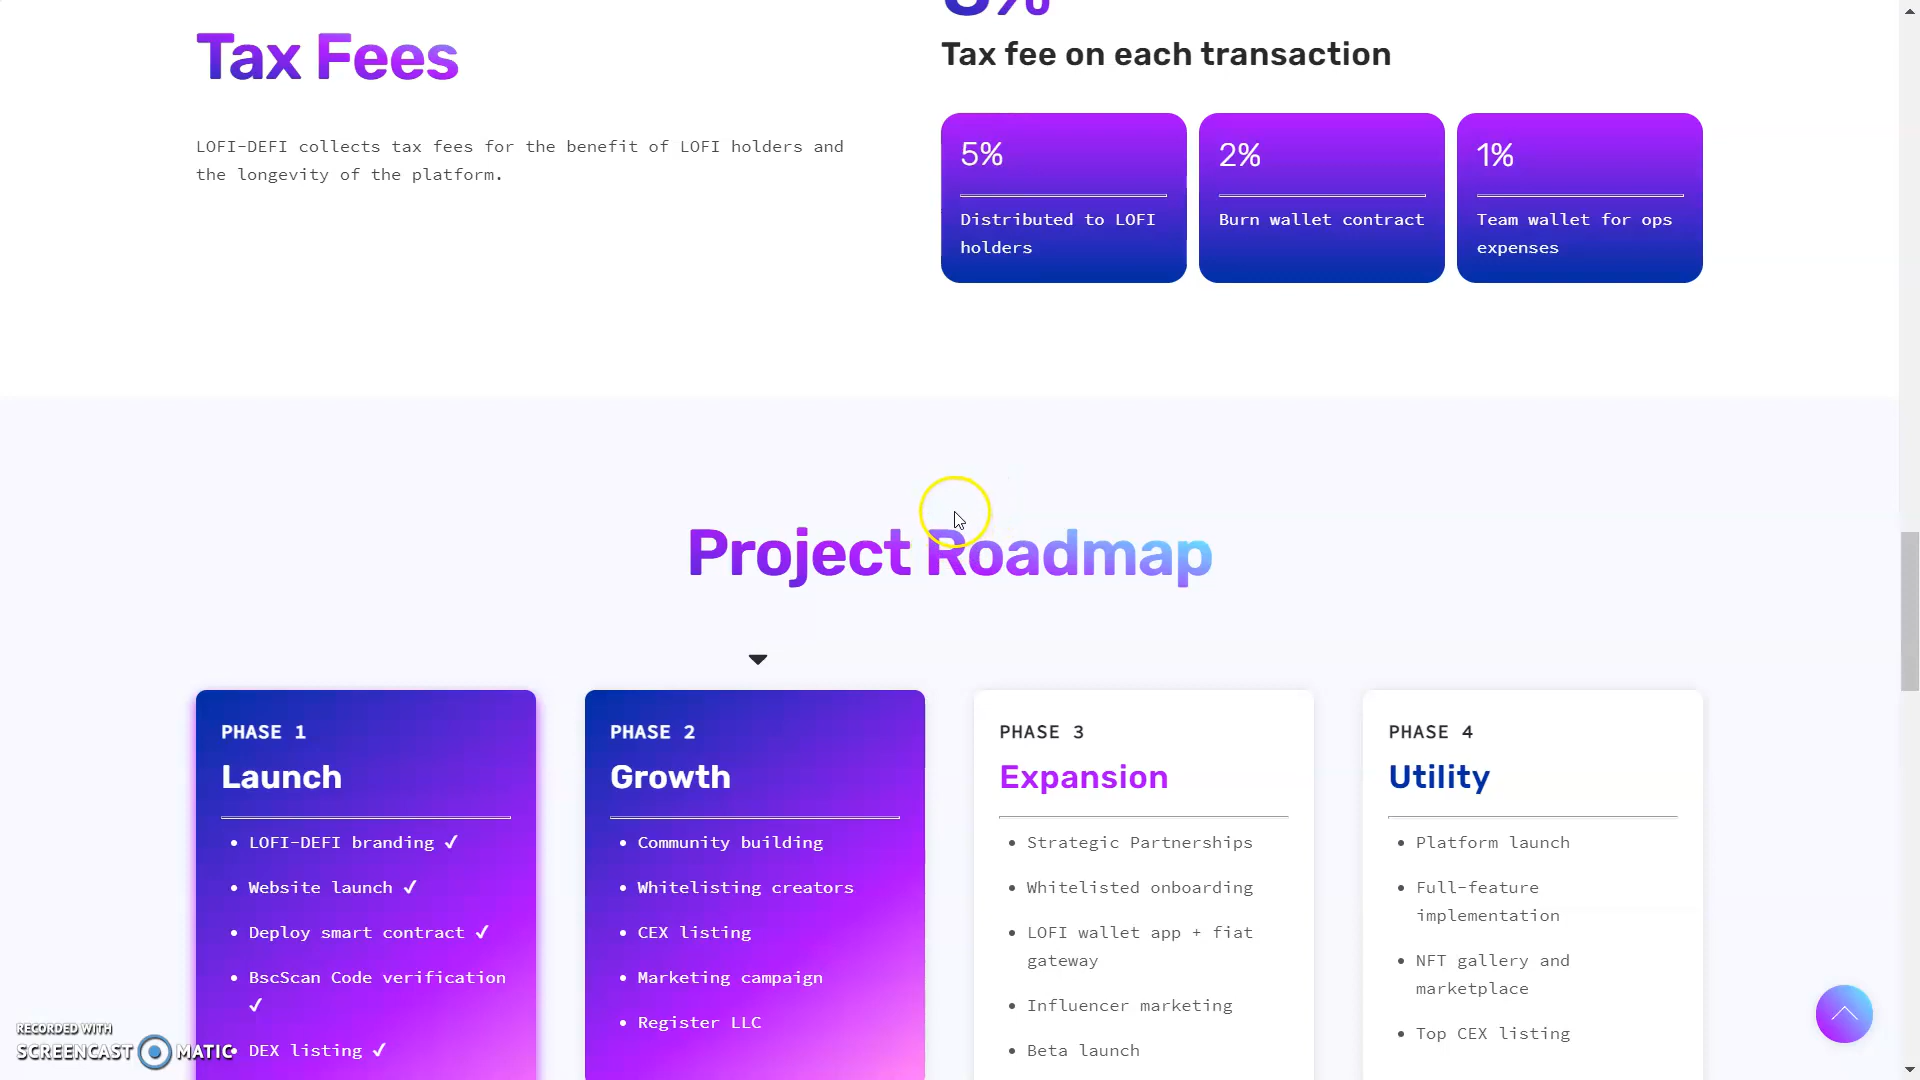 8%
Tax Fees
Tax fee on each transaction
LOFI-DEFI collects tax fees for the benefit of LOFI holders and
the longevity of the platform.
5%
Distributed to LOFI
holders
2%
Burn wallet contract
1%
Team wallet for ops
expenses
Project Roadmap
PHASE 1
Launch
• LOFI-DEFI branding ✓
• Website launch ✓
• Deploy smart contract ✓
• BscScan Code verification
✓
• DEX listing ✓
PHASE 2
Growth
• Community building
• Whitelisting creators
• CEX listing
• Marketing campaign
• Register LLC
PHASE 3
Expansion
• Strategic Partnerships
• Whitelisted onboarding
• LOFI wallet app + fiat
gateway
• Influencer marketing
• Beta launch
PHASE 4
Utility
• Platform launch
• Full-feature
implementation
• NFT gallery and
marketplace
• Top CEX listing
RECORDED WITH
SCREENCAST MATIC